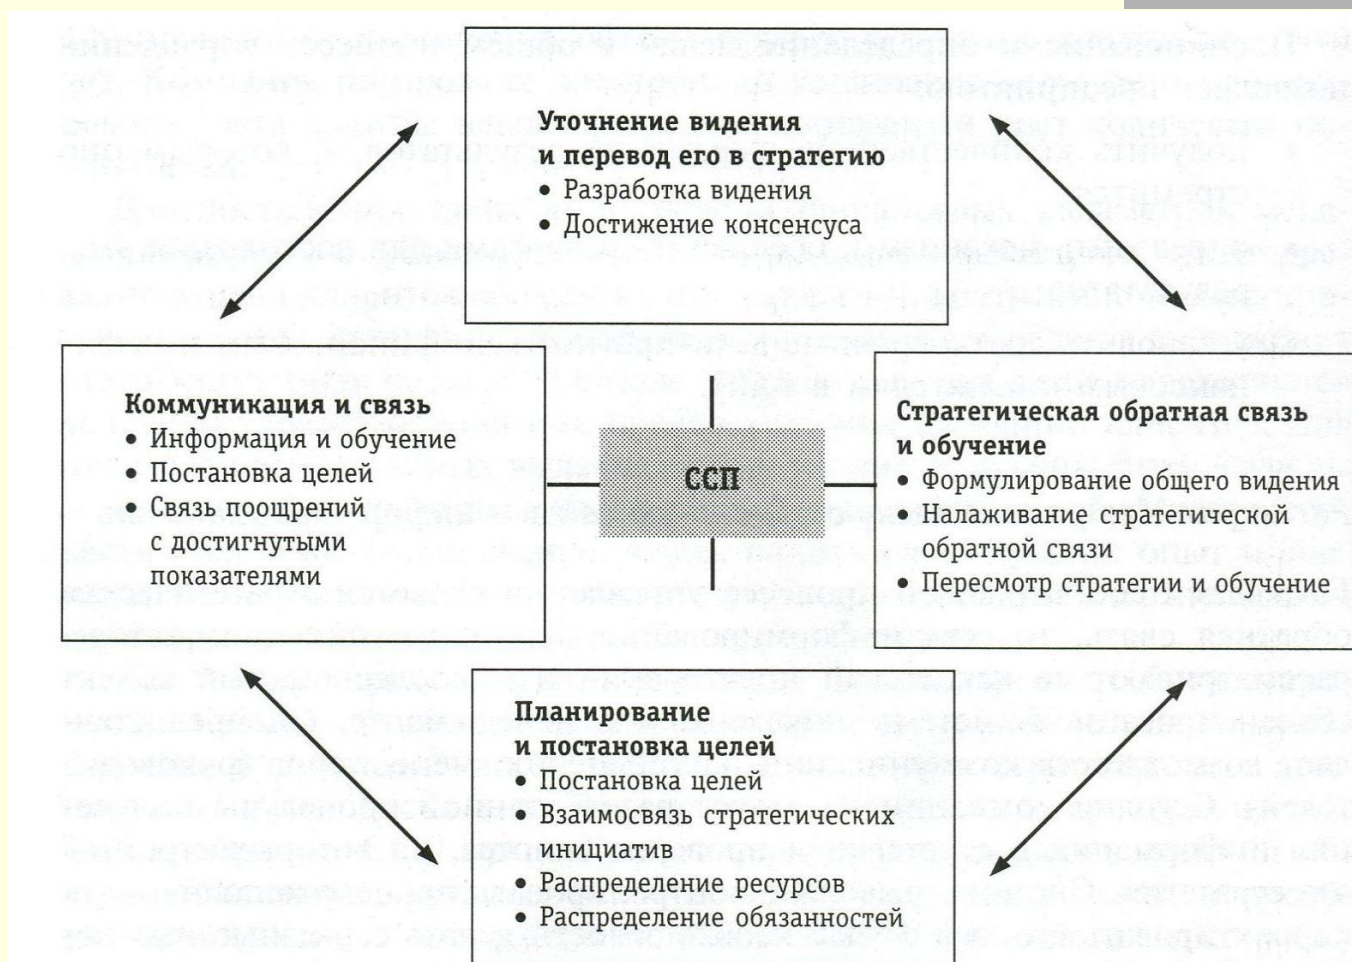 Уточнение видения
и перевод его в стратегию
• Разработка видения
• Достижение консенсуса
Коммуникация и связь
• Информация и обучение
• Постановка целей
• Связь поощрений
с достигнутыми
показателями
ССП
Стратегическая обратная связь
и обучение
• Формулирование общего видения
• Налаживание стратегической
обратной связи
• Пересмотр стратегии и обучение
Планирование
и постановка целей
• Постановка целей
• Взаимосвязь стратегических
инициатив
• Распределение ресурсов
• Распределение обязанностей